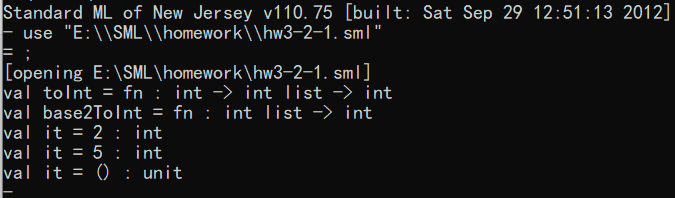 Standard ML of New Jersey v110.75 [built: Sat Sep 29 12:51:13 2012]
- use "E:\\SML\\homework\\hw3-2-1.sml"
= ;
[opening E:\SML\homework\hw3-2-1.sml]
val toInt = fn : int -> int list -> int
val base2ToInt = fn : int list -> int
val it = 2 : int
val it = 5 : int
val it = () : unit
-